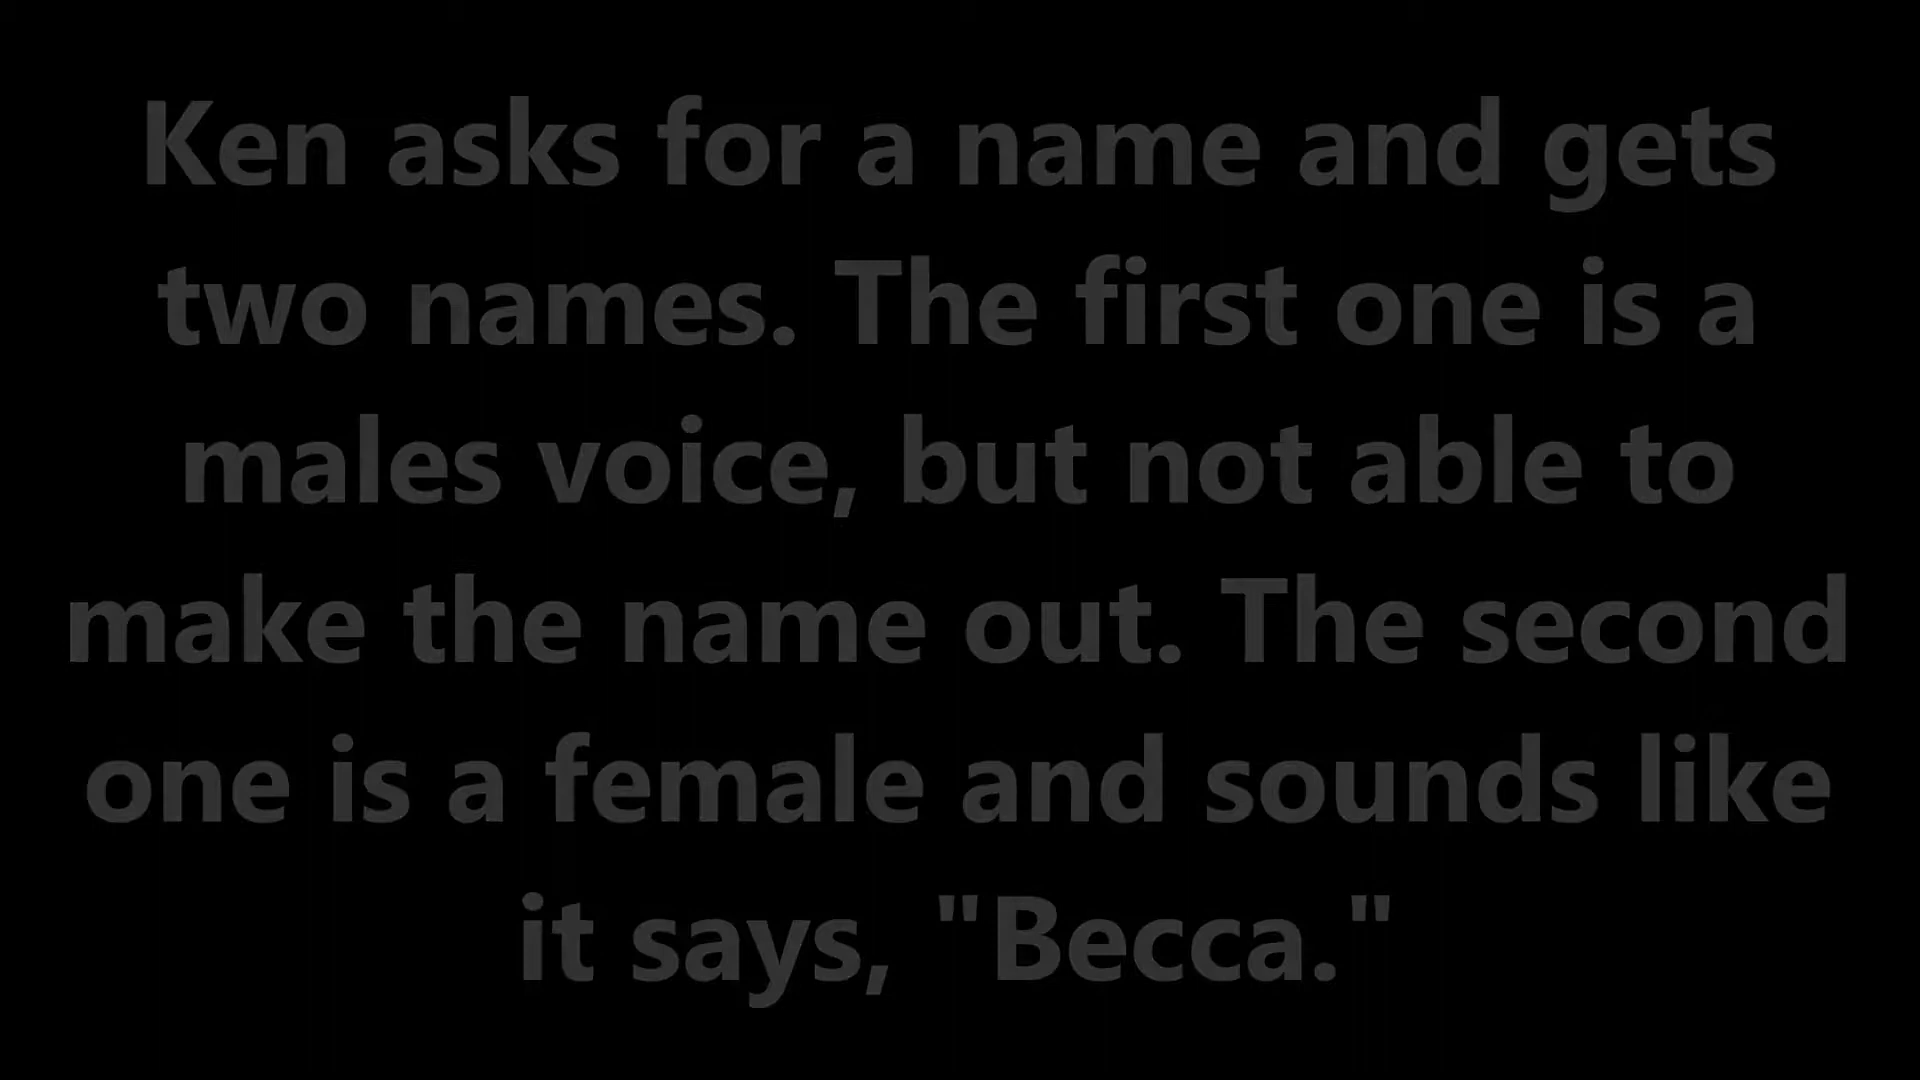 Ken asks for a name and gets
two names. The first one is a
males voice, but not able to
make the name out. The second
one is a female and sounds like
it says, "Becca."